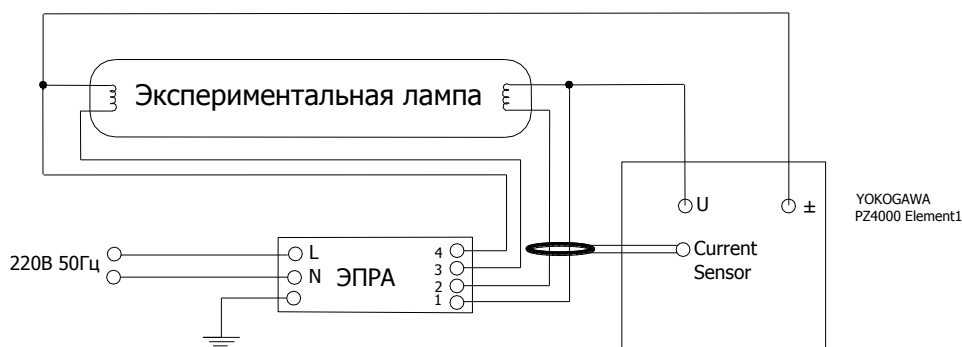 Экспериментальная лампа
U
±
YOKOGAWA
PZ4000 Element1
Current
Sensor
220В 50Гц
L
N
ЭПРА
4
3
2
1